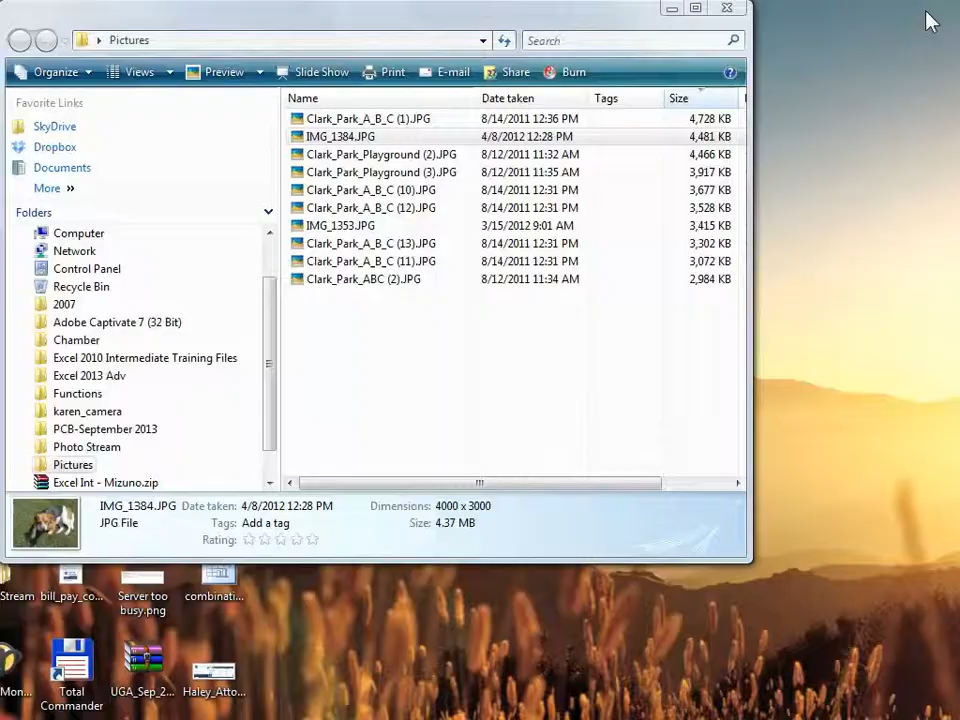 Pictures
Search
Organize Views Preview Slide Show Print E-mail Share Burn
Favorite Links
SkyDrive
Dropbox
Documents
More »
Folders
Computer
Network
Control Panel
Recycle Bin
2007
Adobe Captivate 7 (32 Bit)
Chamber
Excel 2010 Intermediate Training Files
Excel 2013 Adv
Functions
karen_camera
PCB-September 2013
Photo Stream
Pictures
Excel Int - Mizuno.zip
Name Date taken Tags Size
Clark_Park_A_B_C (1).JPG 8/14/2011 12:36 PM 4,728 KB
IMG_1384.JPG 4/8/2012 12:28 PM 4,481 KB
Clark_Park_Playground (2).JPG 8/12/2011 11:32 AM 4,466 KB
Clark_Park_Playground (3).JPG 8/12/2011 11:35 AM 3,917 KB
Clark_Park_A_B_C (10).JPG 8/14/2011 12:31 PM 3,677 KB
Clark_Park_A_B_C (12).JPG 8/14/2011 12:31 PM 3,528 KB
IMG_1353.JPG 3/15/2012 9:01 AM 3,415 KB
Clark_Park_A_B_C (13).JPG 8/14/2011 12:31 PM 3,302 KB
Clark_Park_A_B_C (11).JPG 8/14/2011 12:31 PM 3,072 KB
Clark_Park_ABC (2).JPG 8/12/2011 11:34 AM 2,984 KB
IMG_1384.JPG Date taken: 4/8/2012 12:28 PM Dimensions: 4000 x 3000
JPG File Tags: Add a tag Size: 4.37 MB
Rating:
Stream bill_pay_co... Server too combinati...
busy.png
Mon... Total UGA_Sep_2... Haley_Atto...
Commander